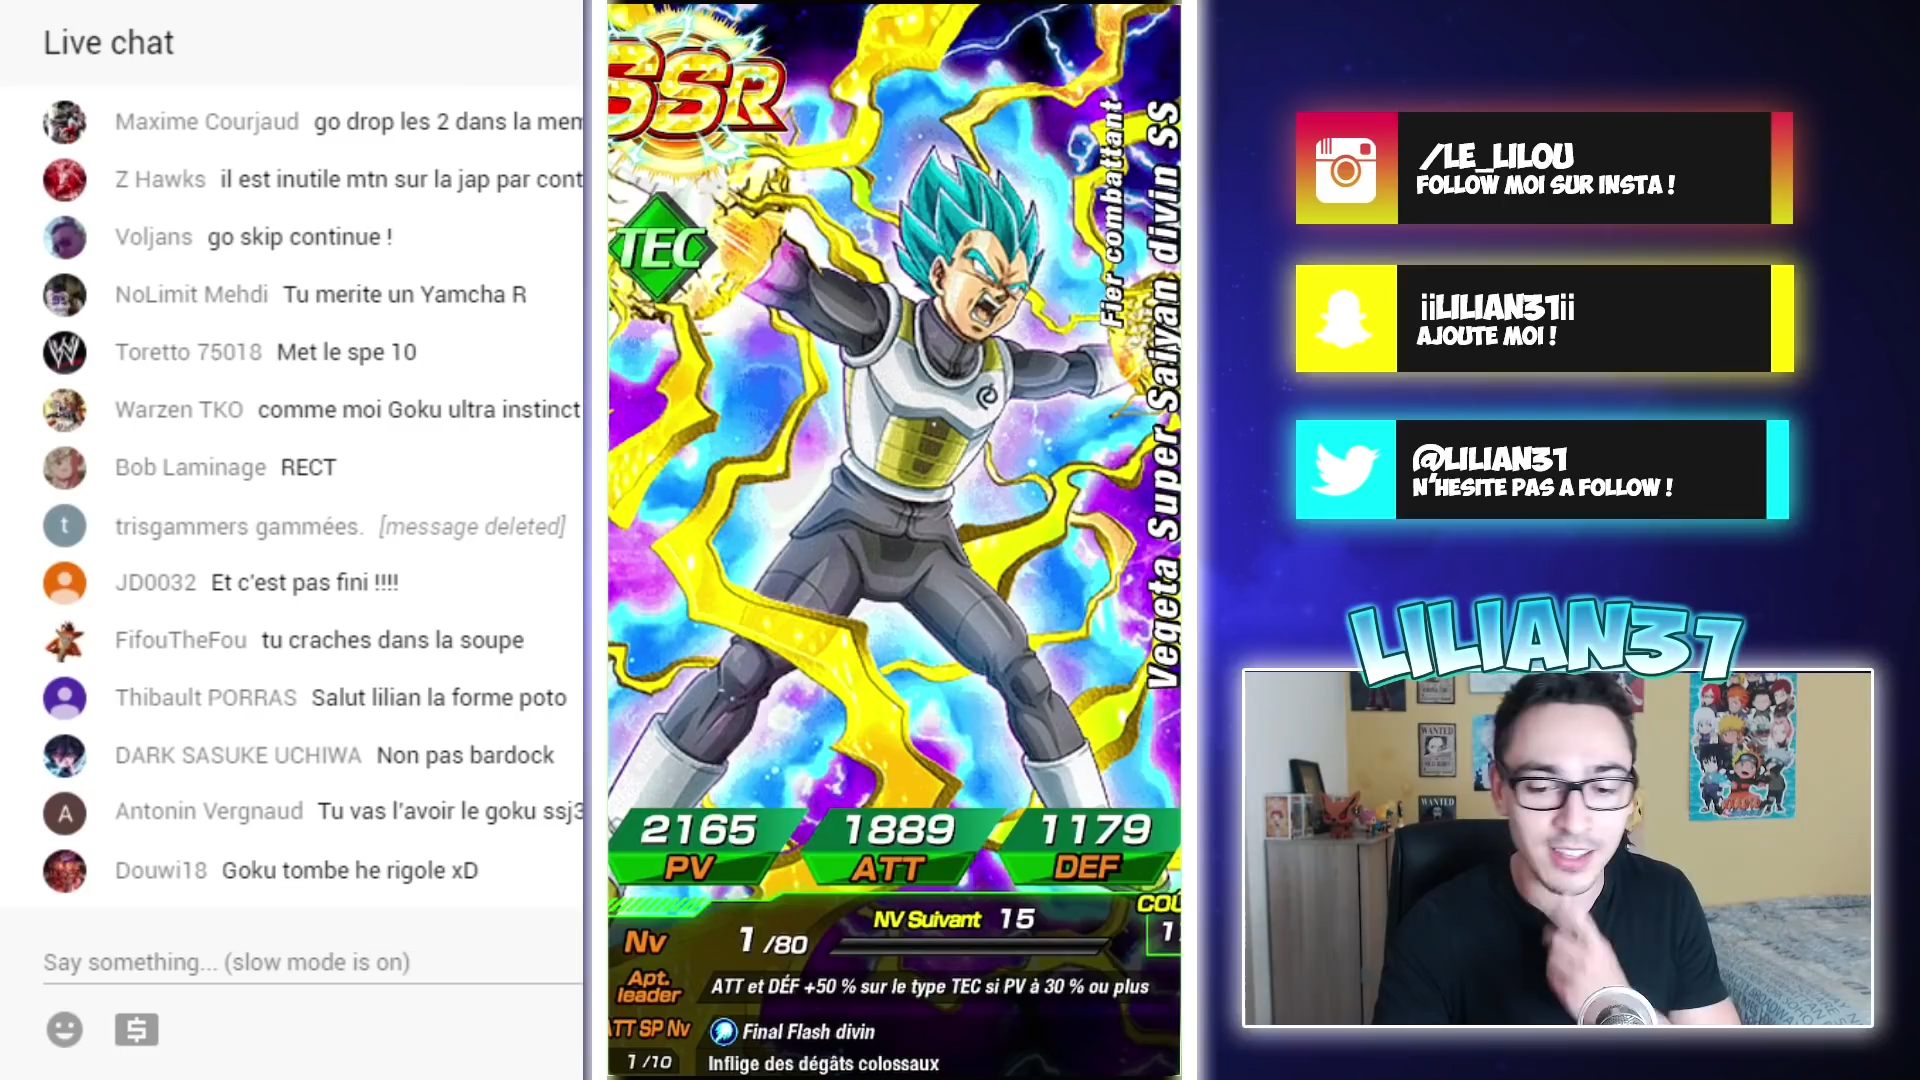 Live chat
Maxime Courjaud go drop les 2 dans la mem
Z Hawks il est inutile mtn sur la jap par cont
Voljans go skip continue !
NoLimit Mehdi Tu merite un Yamcha R
Toretto 75018 Met le spe 10
Warzen TKO comme moi Goku ultra instinct
Bob Laminage RECT
t
trisgammers gammées. [message deleted]
JD0032 Et c'est pas fini !!!!
FifouTheFou tu craches dans la soupe
Thibault PORRAS Salut lilian la forme poto
DARK SASUKE UCHIWA Non pas bardock
A
Antonin Vergnaud Tu vas l'avoir le goku ssj3
Douwi18 Goku tombe he rigole xD
Say something... (slow mode is on)
SSR
TEC
Fier combattant
Vegeta Super Saiyan divin SS
2165 1889 1179
PV ATT DEF
COU
NV Suivant 15
Nv 1 /80
Apt. leader ATT et DÉF +50 % sur le type TEC si PV à 30 % ou plus
ATT SP Nv Final Flash divin
1 /10 Inflige des dégâts colossaux
/LE_LILOU
FOLLOW MOI SUR INSTA !
¡¡LILIAN31¡¡
AJOUTE MOI !
@LILIAN31
N'HESITE PAS A FOLLOW !
LILIAN31
WANTED
WANTED